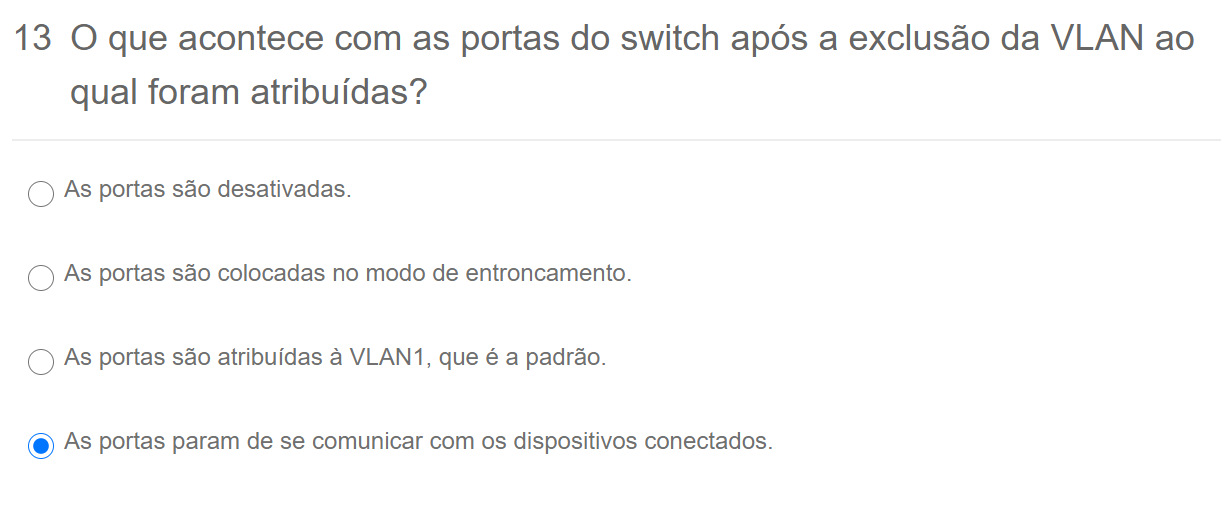 13 O que acontece com as portas do switch após a exclusão da VLAN ao
qual foram atribuídas?
As portas são desativadas.
As portas são colocadas no modo de entroncamento.
As portas são atribuídas à VLAN1, que é a padrão.
As portas param de se comunicar com os dispositivos conectados.